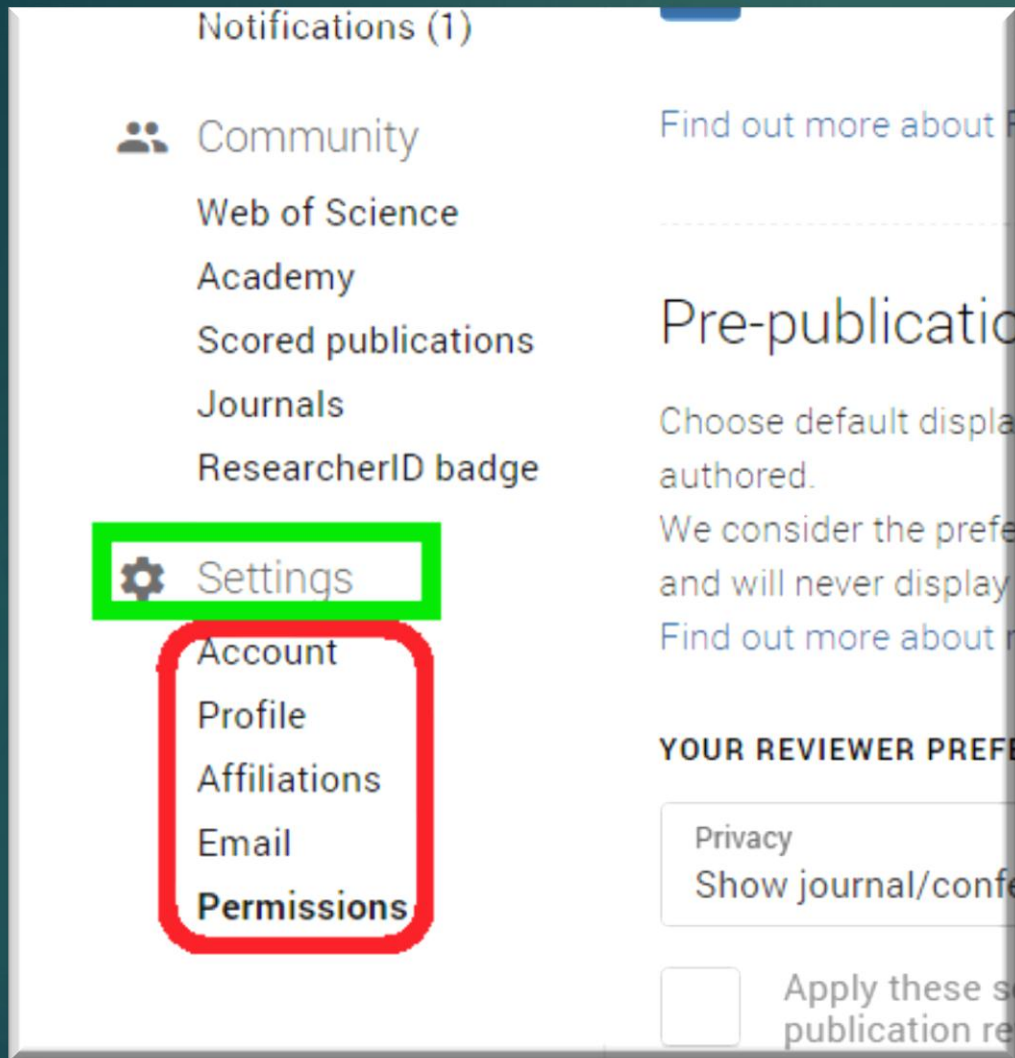 Notifications (1)
Community
Web of Science
Academy
Scored publications
Journals
ResearcherID badge
Settings
Account
Profile
Affiliations
Email
Permissions
Find out more about
Pre-publicatio
Choose default displa
authored.
We consider the prefe
and will never display
Find out more about
YOUR REVIEWER PREFE
Privacy
Show journal/confe
Apply these s
publication re